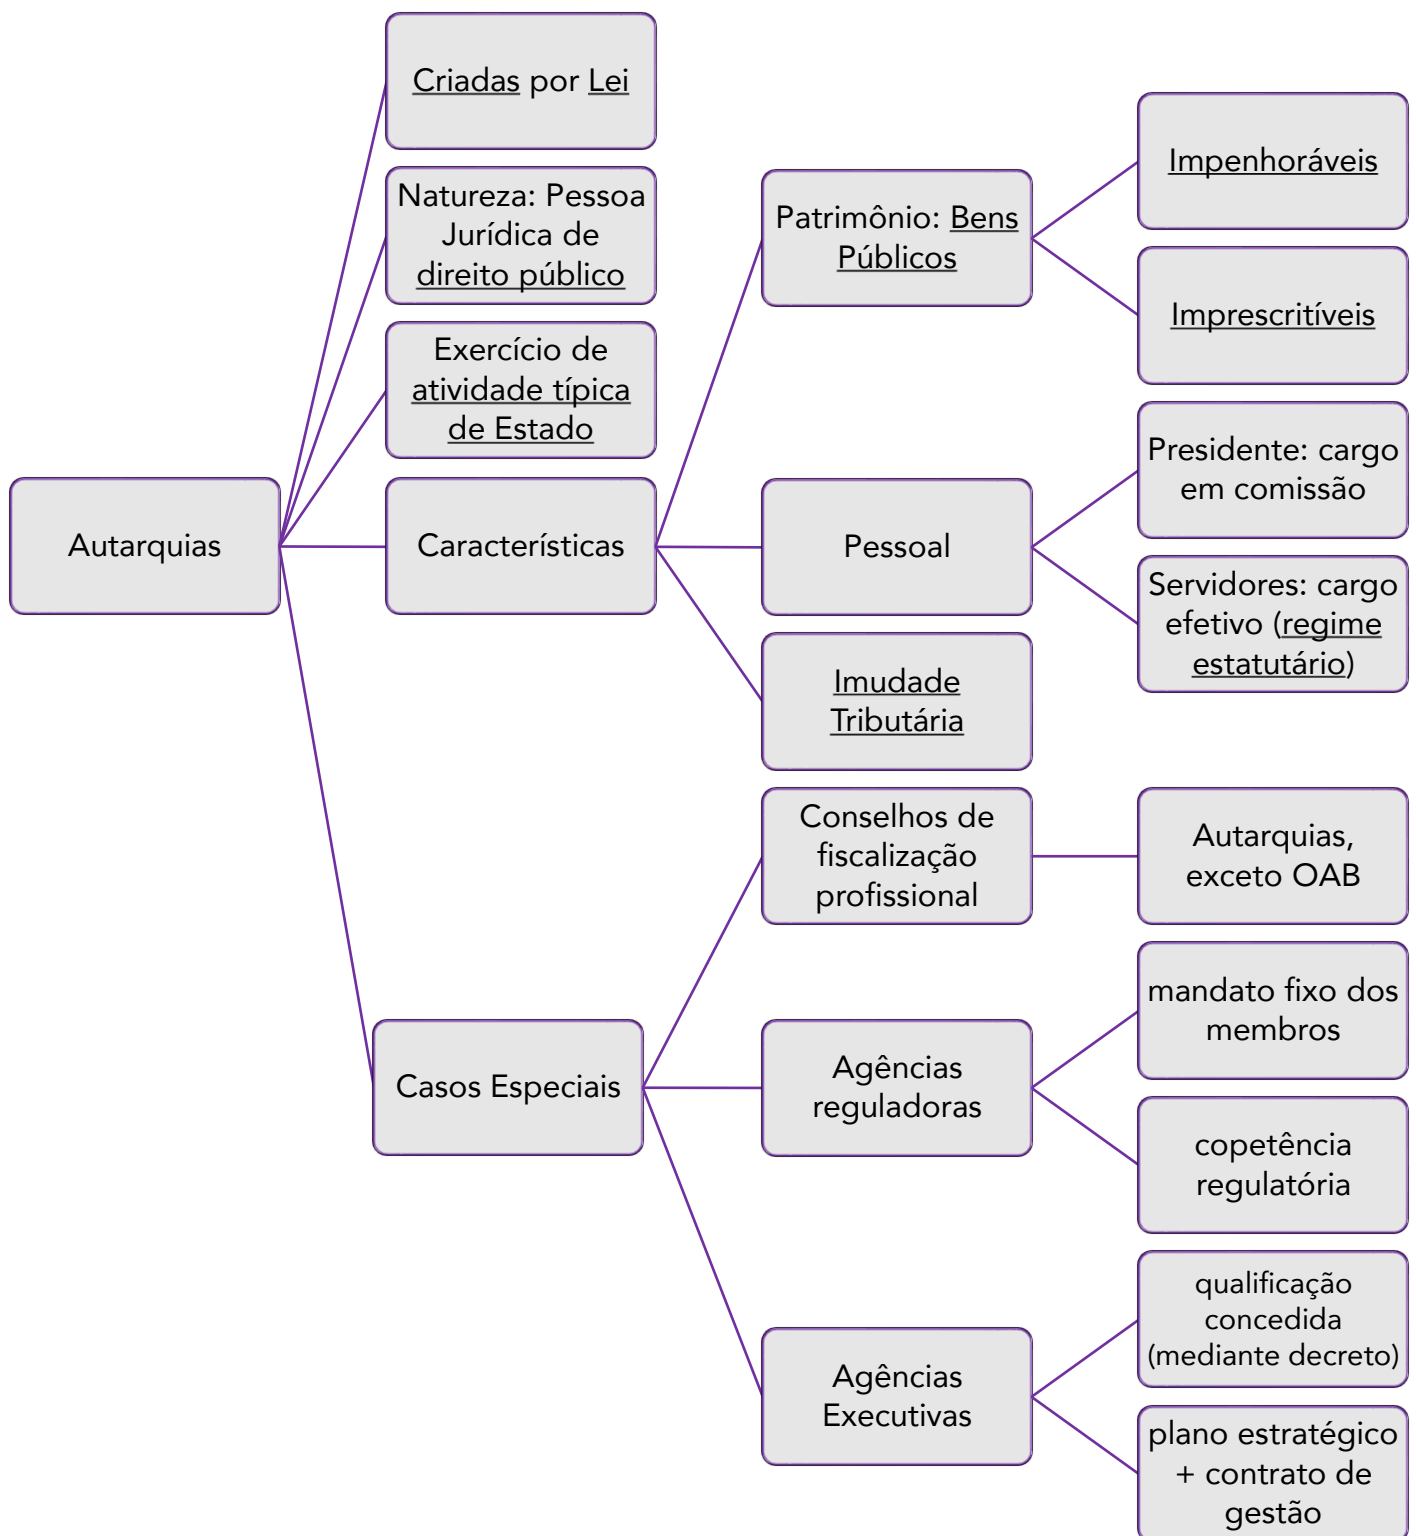 Criadas por Lei
Natureza: Pessoa
Jurídica de
direito público
Exercício de
atividade típica
de Estado
Autarquias
Características
Patrimônio: Bens
Públicos
Impenhoráveis
Imprescritíveis
Pessoal
Presidente: cargo
em comissão
Servidores: cargo
efetivo (regime
estatutário)
Imudade
Tributária
Casos Especiais
Conselhos de
fiscalização
profissional
Autarquias,
exceto OAB
Agências
reguladoras
mandato fixo dos
membros
copetência
regulatória
Agências
Executivas
qualificação
concedida
(mediante decreto)
plano estratégico
+ contrato de
gestão